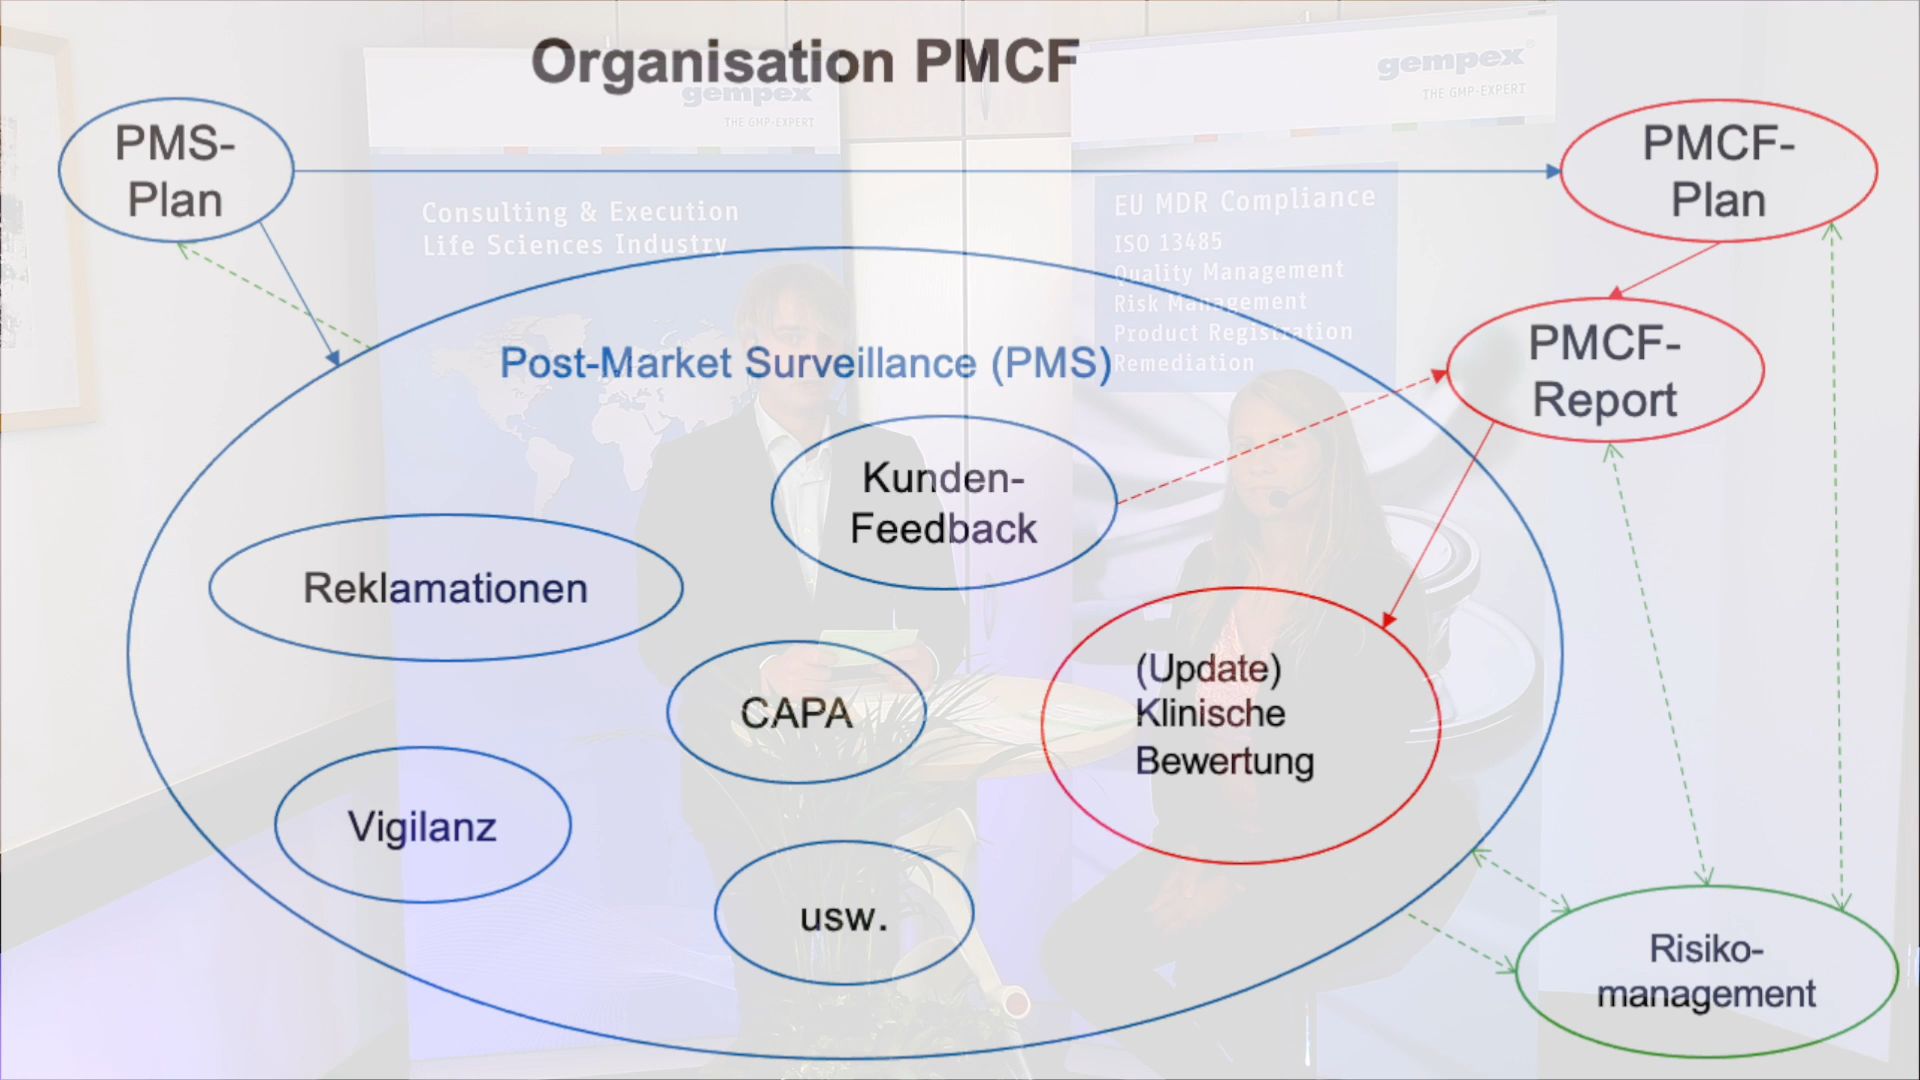 Organisation PMCF
gempex
THE GMP-EXPERT
gempex
THE GMP-EXPERT
PMS-
Plan
PMCF-
Plan
Consulting & Execution
Life Sciences Industry
EU MDR Compliance
ISO 13485
Quality Management
Risk Management
Product Registration
Remediation
Post-Market Surveillance (PMS)
PMCF-
Report
Kunden-
Feedback
Reklamationen
(Update)
Klinische
Bewertung
CAPA
Vigilanz
usw.
Risiko-
management